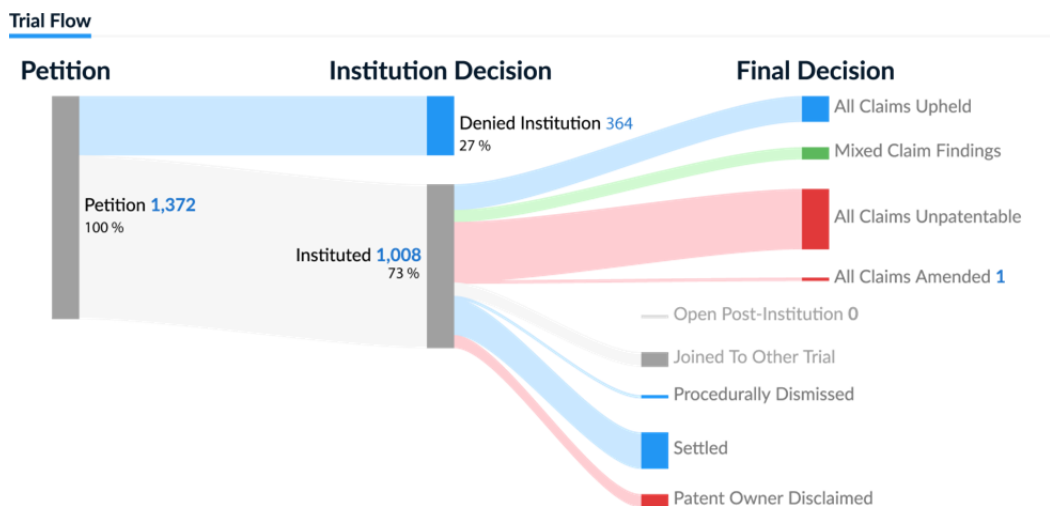 Trial Flow
Petition
Institution Decision
Final Decision
All Claims Upheld
Denied Institution 364
27 %
Mixed Claim Findings
Petition 1,372
100 %
All Claims Unpatentable
Instituted 1,008
73 %
All Claims Amended 1
Open Post-Institution 0
Joined To Other Trial
Procedurally Dismissed
Settled
Patent Owner Disclaimed